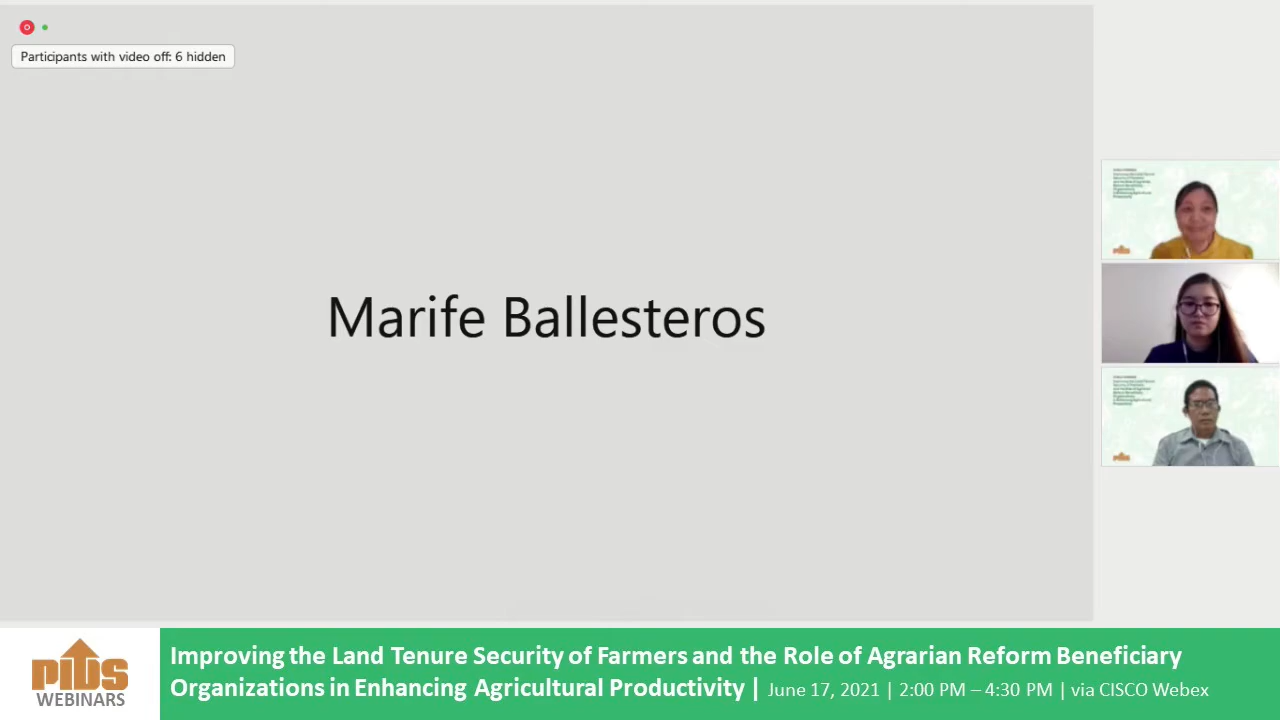 Participants with video off: 6 hidden
Marife Ballesteros
PIDS
WEBINARS
Improving the Land Tenure Security of Farmers and the Role of Agrarian Reform Beneficiary
Organizations in Enhancing Agricultural Productivity | June 17, 2021 | 2:00 PM – 4:30 PM | via CISCO Webex